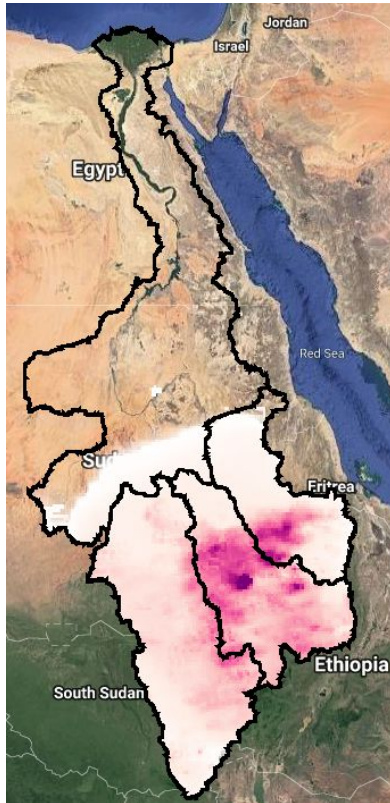 Jordan
Israel
Egypt
Red Sea
Eritrea
Ethiopia
South Sudan